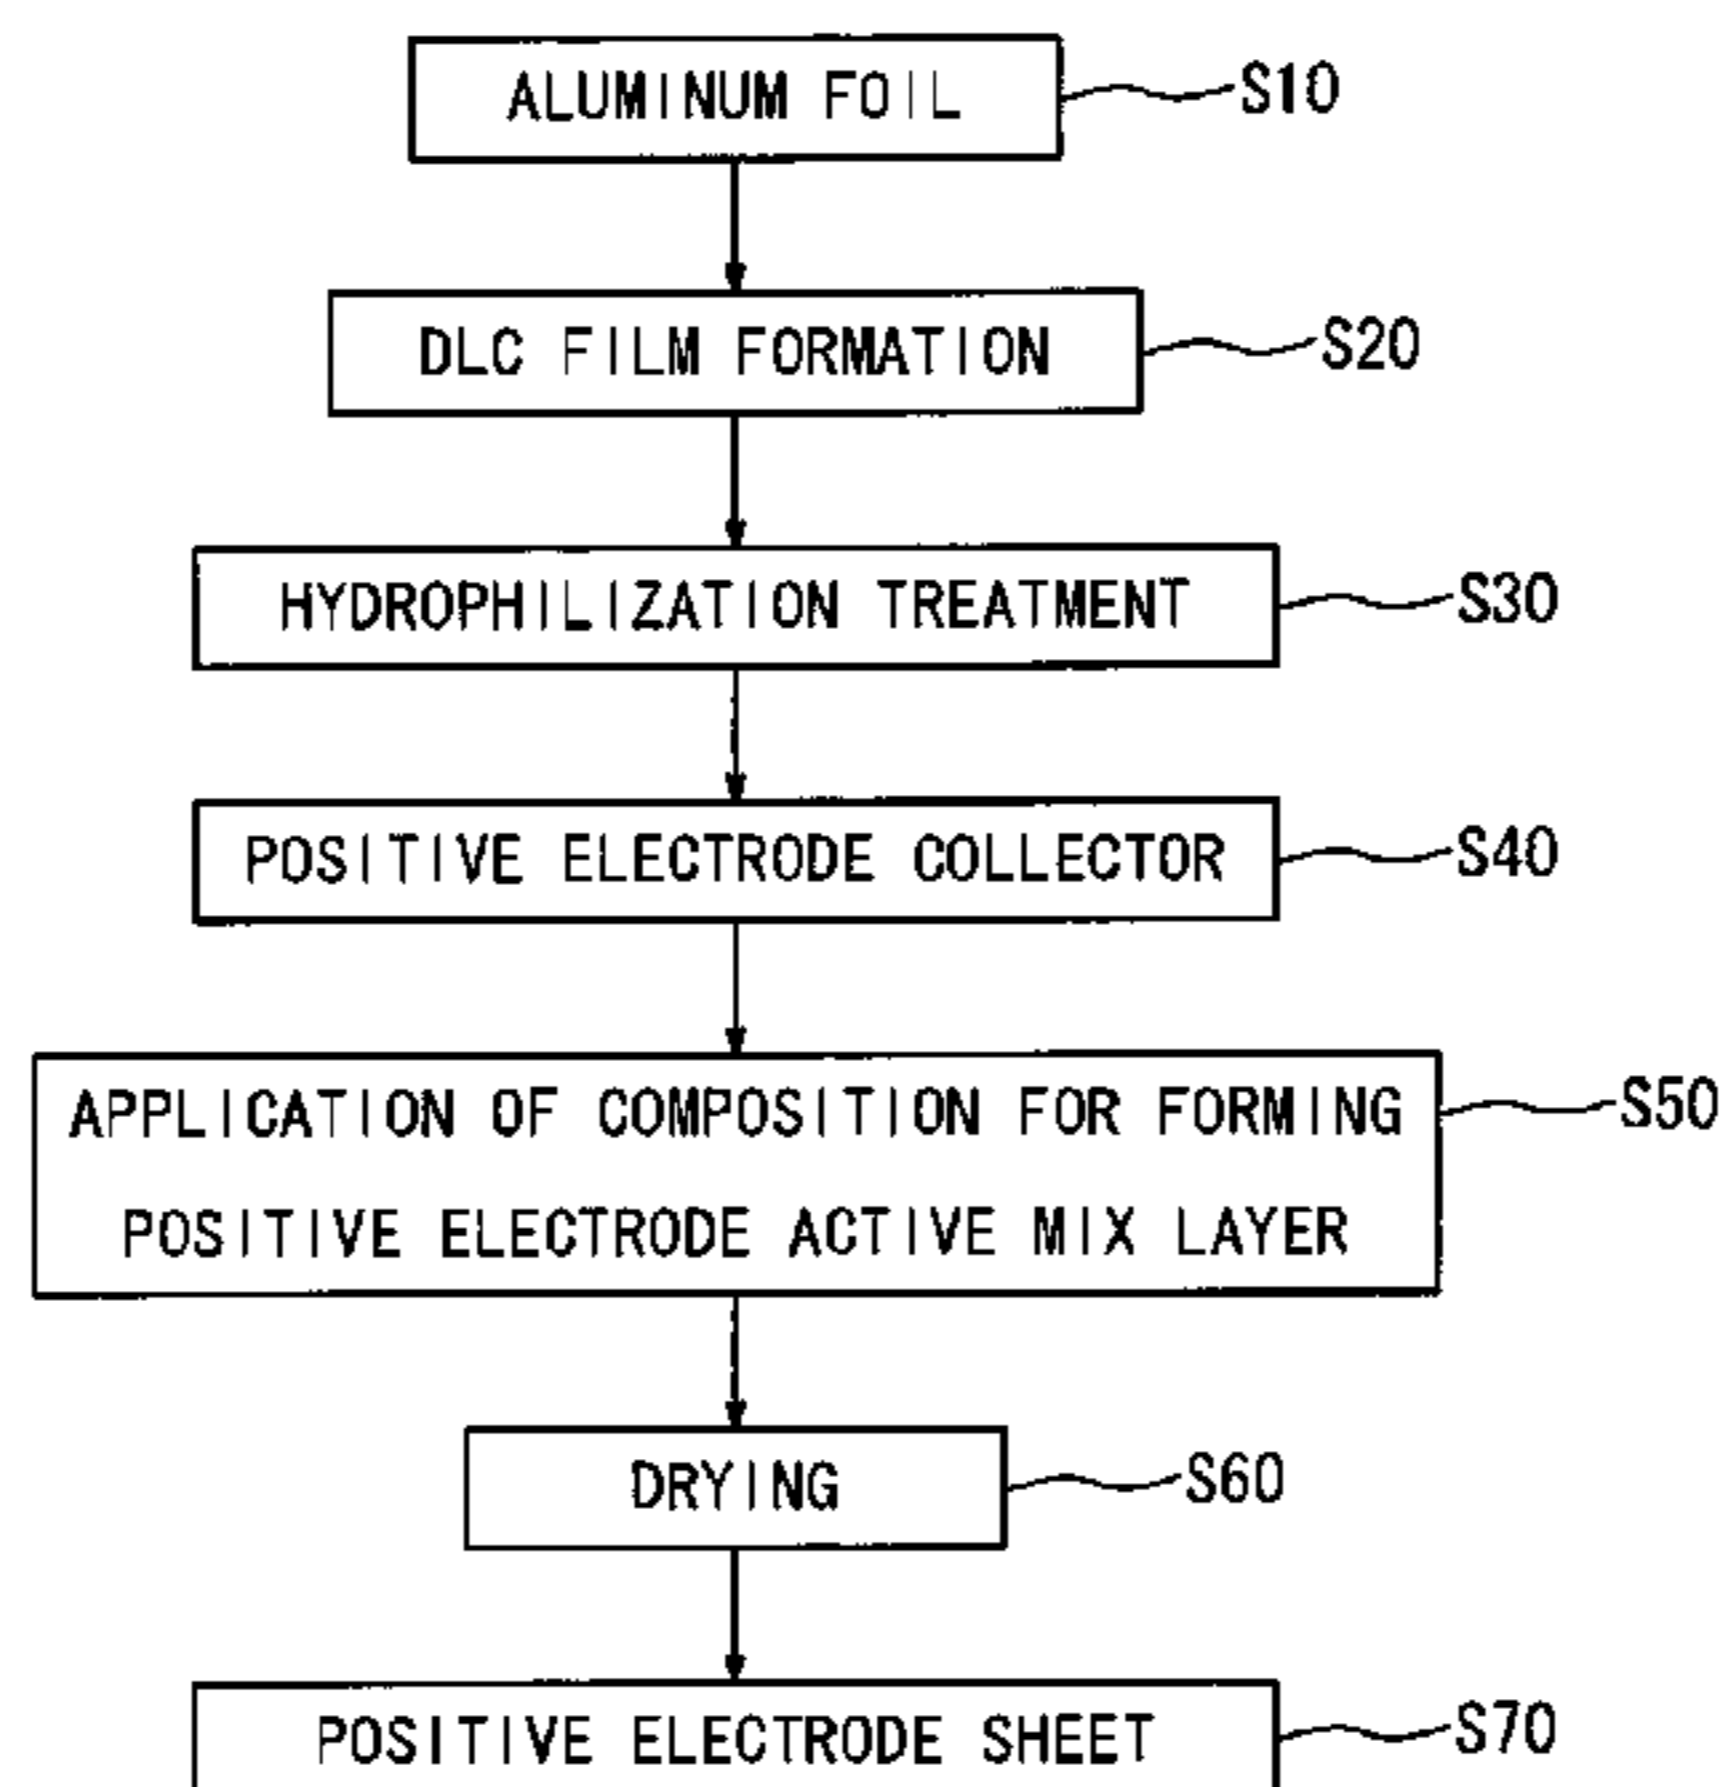 ALUMINUM FOIL S10
DLC FILM FORMATION S20
HYDROPHILIZATION TREATMENT S30
POSITIVE ELECTRODE COLLECTOR S40
APPLICATION OF COMPOSITION FOR FORMING S50
POSITIVE ELECTRODE ACTIVE MIX LAYER
DRYING S60
POSITIVE ELECTRODE SHEET S70